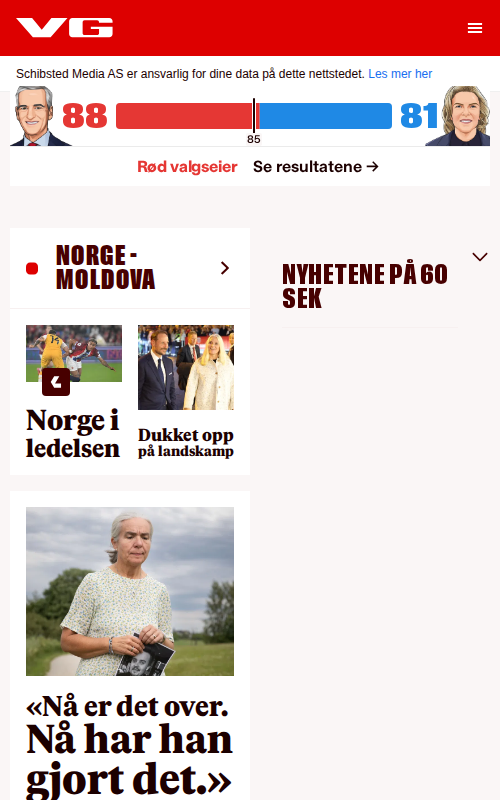 VG
Schibsted Media AS er ansvarlig for dine data på dette nettstedet. Les mer her
88
81
85
Rød valgseier Se resultatene →
NORGE -
MOLDOVA
Norge i
ledelsen
Dukket opp
på landskamp
NYHETENE PÅ 60
SEK
«Nå er det over.
Nå har han
gjort det.»